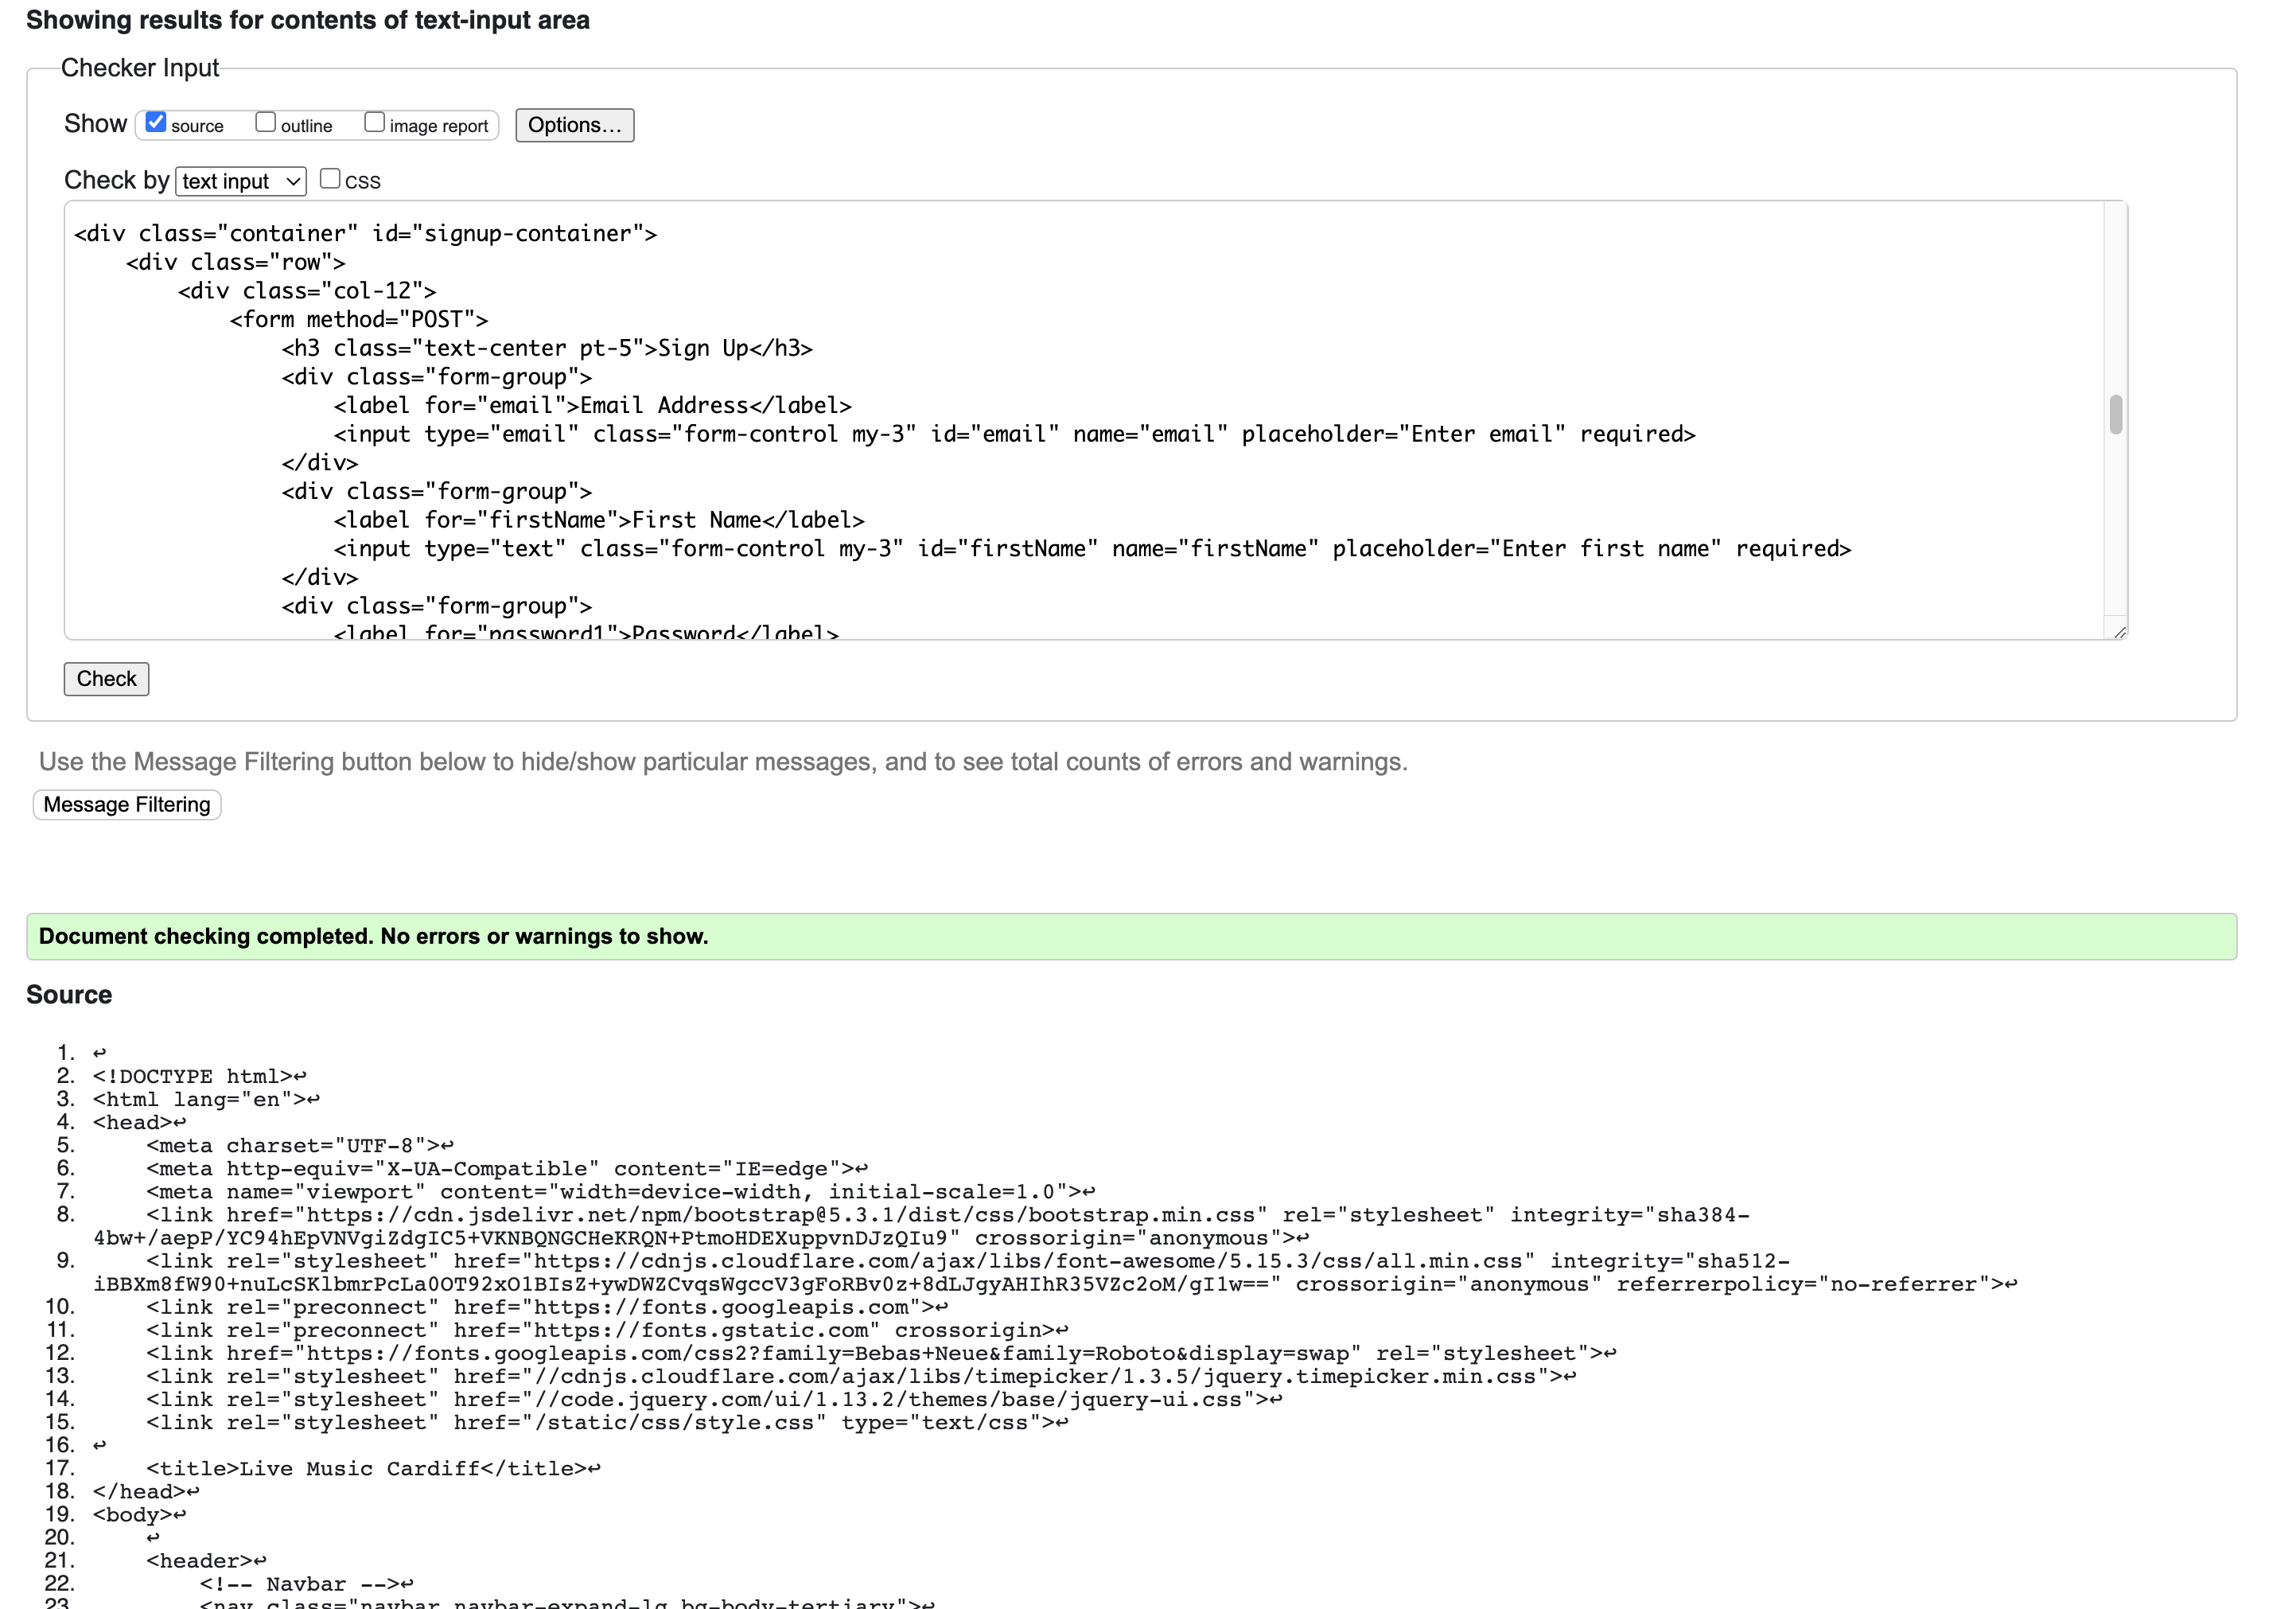 Showing results for contents of text-input area
Checker Input
Show source outline image report Options...
Check by text input CSS
<div class="container" id="signup-container">
<div class="row">
<div class="col-12">
<form method="POST">
<h3 class="text-center pt-5">Sign Up</h3>
<div class="form-group">
<label for="email">Email Address</label>
<input type="email" class="form-control my-3" id="email" name="email" placeholder="Enter email" required>
</div>
<div class="form-group">
<label for="firstName">First Name</label>
<input type="text" class="form-control my-3" id="firstName" name="firstName" placeholder="Enter first name" required>
</div>
<div class="form-group">
<label for="password1">Password</label>
Check
Use the Message Filtering button below to hide/show particular messages, and to see total counts of errors and warnings.
Message Filtering
Document checking completed. No errors or warnings to show.
Source
1. ↩
2. <!DOCTYPE html>↩
3. <html lang="en">↩
4. <head>↩
5. <meta charset="UTF-8">↩
6. <meta http-equiv="X-UA-Compatible" content="IE=edge">↩
7. <meta name="viewport" content="width=device-width, initial-scale=1.0">↩
8. <link href="https://cdn.jsdelivr.net/npm/bootstrap@5.3.1/dist/css/bootstrap.min.css" rel="stylesheet" integrity="sha384-
4bw+/aepP/YC94hEpVNVgiZdgIC5+VKNBQNGCHeKRQN+PtmoHDEXuppvnDJzQIu9" crossorigin="anonymous">↩
9. <link rel="stylesheet" href="https://cdnjs.cloudflare.com/ajax/libs/font-awesome/5.15.3/css/all.min.css" integrity="sha512-
iBBXm8fW90+nuLcSKlbmrPcLa0OT92xO1BIsZ+ywDWZCvqsWgccV3gFoRBv0z+8dLJgyAHIhR35VZc2oM/gI1w==" crossorigin="anonymous" referrerpolicy="no-referrer">↩
10. <link rel="preconnect" href="https://fonts.googleapis.com">↩
11. <link rel="preconnect" href="https://fonts.gstatic.com" crossorigin>↩
12. <link href="https://fonts.googleapis.com/css2?family=Bebas+Neue&family=Roboto&display=swap" rel="stylesheet">↩
13. <link rel="stylesheet" href="//cdnjs.cloudflare.com/ajax/libs/timepicker/1.3.5/jquery.timepicker.min.css">↩
14. <link rel="stylesheet" href="//code.jquery.com/ui/1.13.2/themes/base/jquery-ui.css">↩
15. <link rel="stylesheet" href="/static/css/style.css" type="text/css">↩
16. ↩
17. <title>Live Music Cardiff</title>↩
18. </head>↩
19. <body>↩
20. ↩
21. <header>↩
22. <!-- Navbar -->↩
23. <nav class="navbar navbar-expand-lg bg-body-tertiary">↩